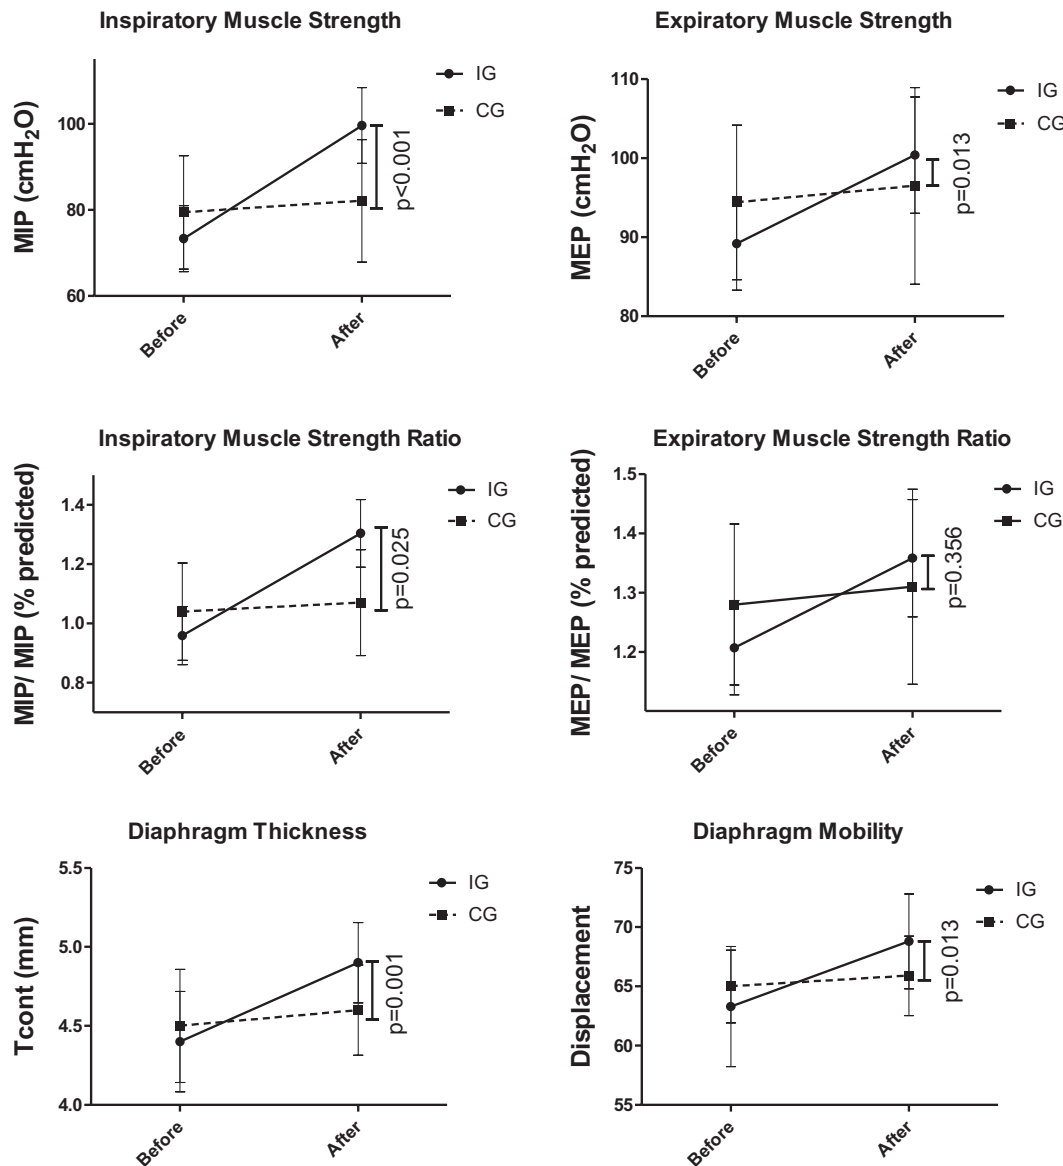 Inspiratory Muscle Strength
MIP (cmH₂O)
100
80
60
Before
After
IG
CG
p<0.001
Expiratory Muscle Strength
MEP (cmH₂O)
110
100
90
80
Before
After
IG
CG
p=0.013
Inspiratory Muscle Strength Ratio
MIP/ MIP (% predicted)
1.4
1.2
1.0
0.8
Before
After
IG
CG
p=0.025
Expiratory Muscle Strength Ratio
MEP/ MEP (% predicted)
1.5
1.4
1.3
1.2
Before
After
IG
CG
p=0.356
Diaphragm Thickness
Tcont (mm)
5.5
5.0
4.5
4.0
Before
After
IG
CG
p=0.001
Diaphragm Mobility
Displacement
75
70
65
60
55
Before
After
IG
CG
p=0.013